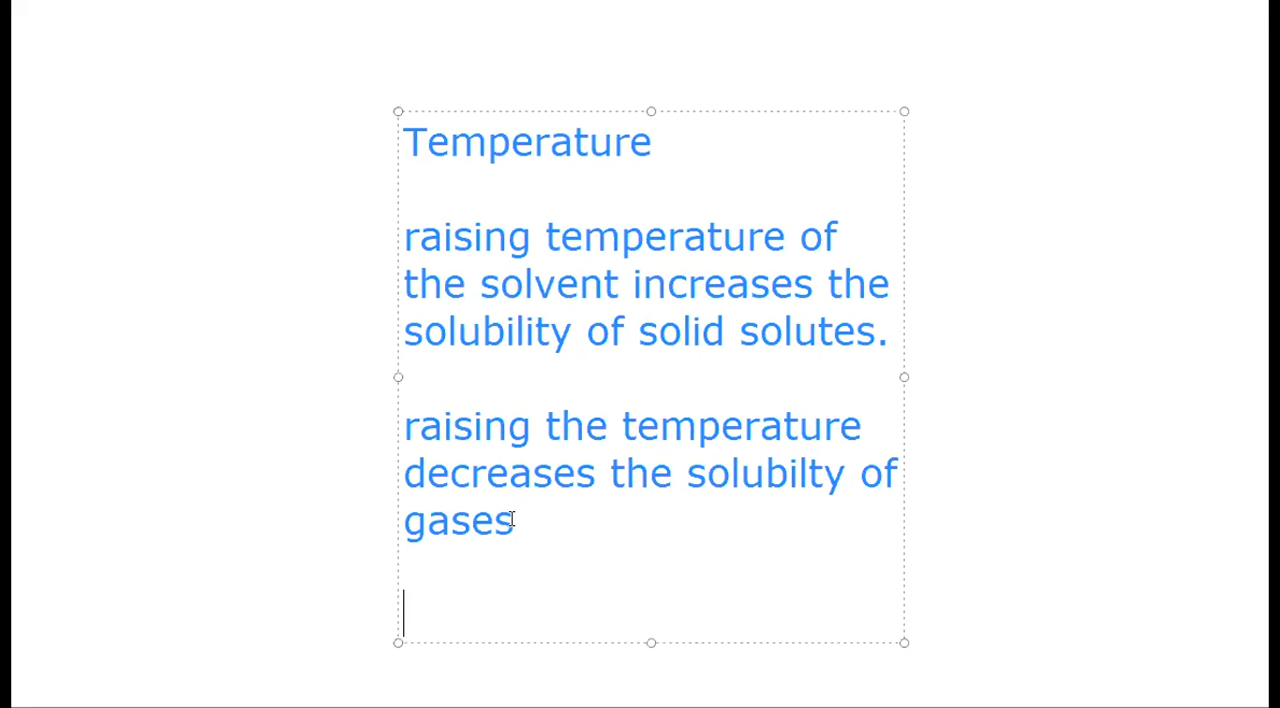 Temperature
raising temperature of
the solvent increases the
solubility of solid solutes.
raising the temperature
decreases the solubilty of
gases